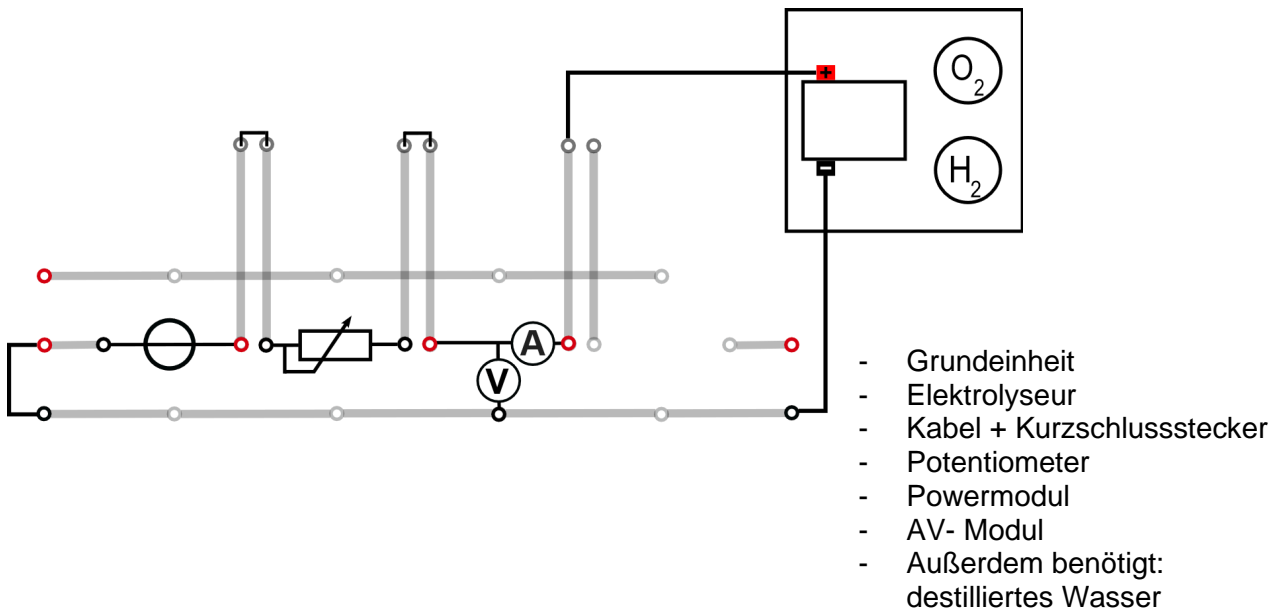 +
O2
H2
A
V
- Grundeinheit
- Elektrolyseur
- Kabel + Kurzschlussstecker
- Potentiometer
- Powermodul
- AV- Modul
- Außerdem benötigt:
destilliertes Wasser